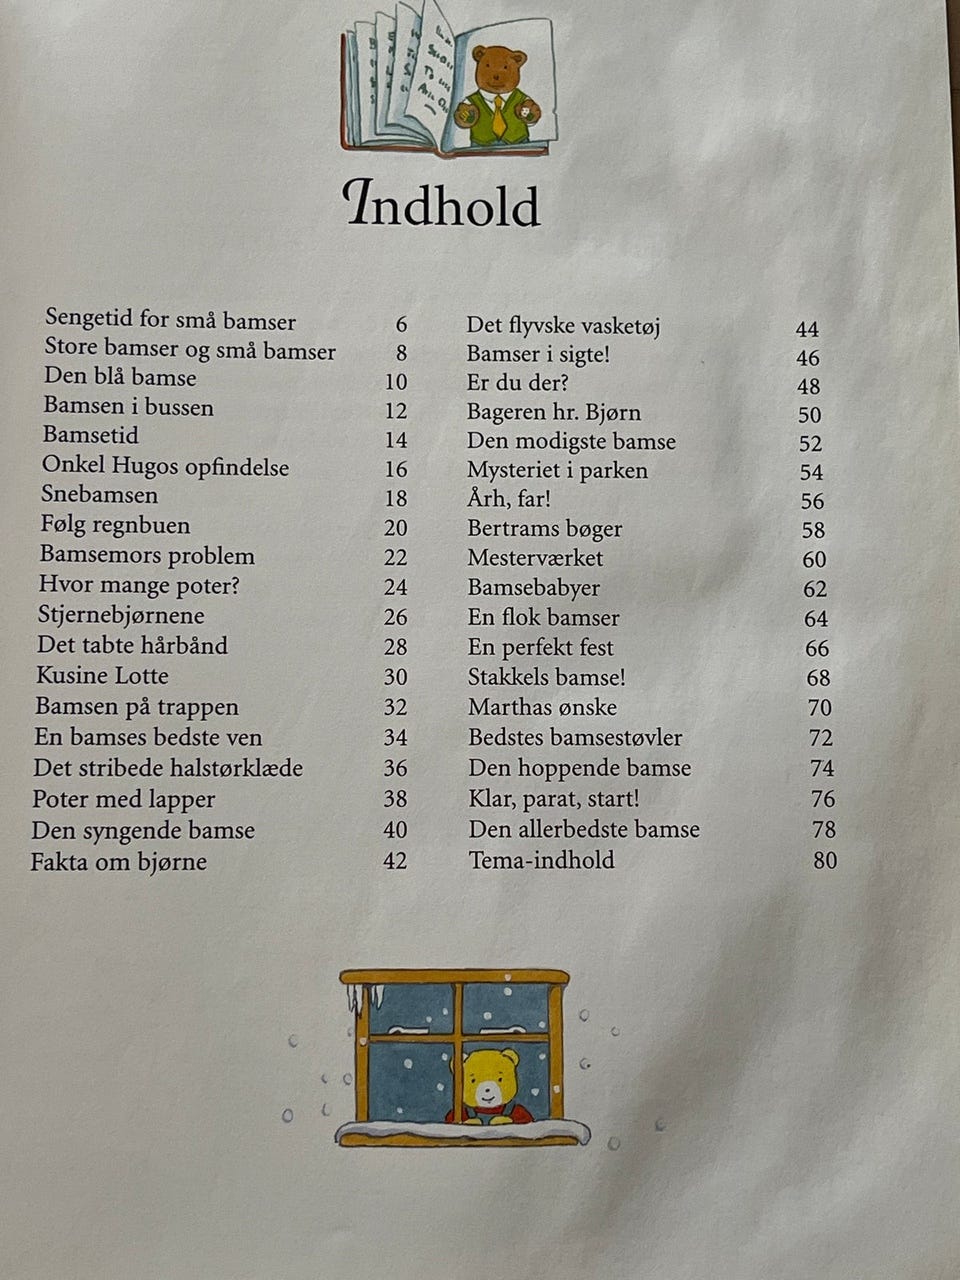 Indhold
Sengetid for små bamser 6
Store bamser og små bamser 8
Den blå bamse 10
Bamsen i bussen 12
Bamsetid 14
Onkel Hugos opfindelse 16
Snebamsen 18
Følg regnbuen 20
Bamsemors problem 22
Hvor mange poter? 24
Stjernebjørnene 26
Det tabte hårbånd 28
Kusine Lotte 30
Bamsen på trappen 32
En bamses bedste ven 34
Det stribede halstørklæde 36
Poter med lapper 38
Den syngende bamse 40
Fakta om bjørne 42
Det flyvske vasketøj 44
Bamser i sigte! 46
Er du der? 48
Bageren hr. Bjørn 50
Den modigste bamse 52
Mysteriet i parken 54
Årh, far! 56
Bertrams bøger 58
Mesterværket 60
Bamsebabyer 62
En flok bamser 64
En perfekt fest 66
Stakkels bamse! 68
Marthas ønske 70
Bedstes bamsestøvler 72
Den hoppende bamse 74
Klar, parat, start! 76
Den allerbedste bamse 78
Tema-indhold 80